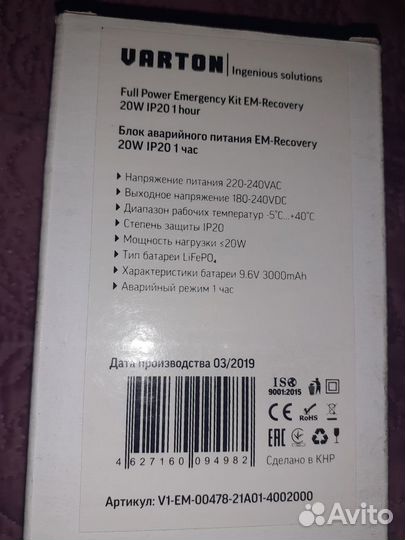 VARTON | Ingenious solutions
Full Power Emergency Kit EM-Recovery
20W IP20 1 hour
Блок аварийного питания EM-Recovery
20W IP20 1 час
Напряжение питания 220-240VAC
Выходное напряжение 180-240VDC
Диапазон рабочих температур -5°C...+40°C
Степень защиты IP20
Мощность нагрузки ≤20W
Тип батареи LiFePO₄
Характеристики батареи 9.6V 3000mAh
Аварийный режим 1 час
Дата производства 03/2019
ISO
9001:2015
CE RoHS
EAC
4 627160 094982
Сделано в КНР
Артикул: V1-EM-00478-21A01-4002000
Avito